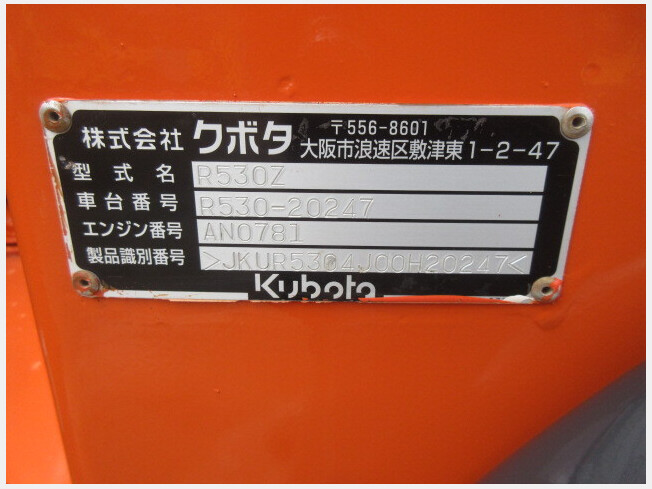 株式会社 クボタ 〒556-8601
大阪市浪速区敷津東1-2-47
型式名 R530Z
車台番号 R530-20247
エンジン番号 AN0781
製品識別番号 >JKUR5304J00H20247<
Kubota